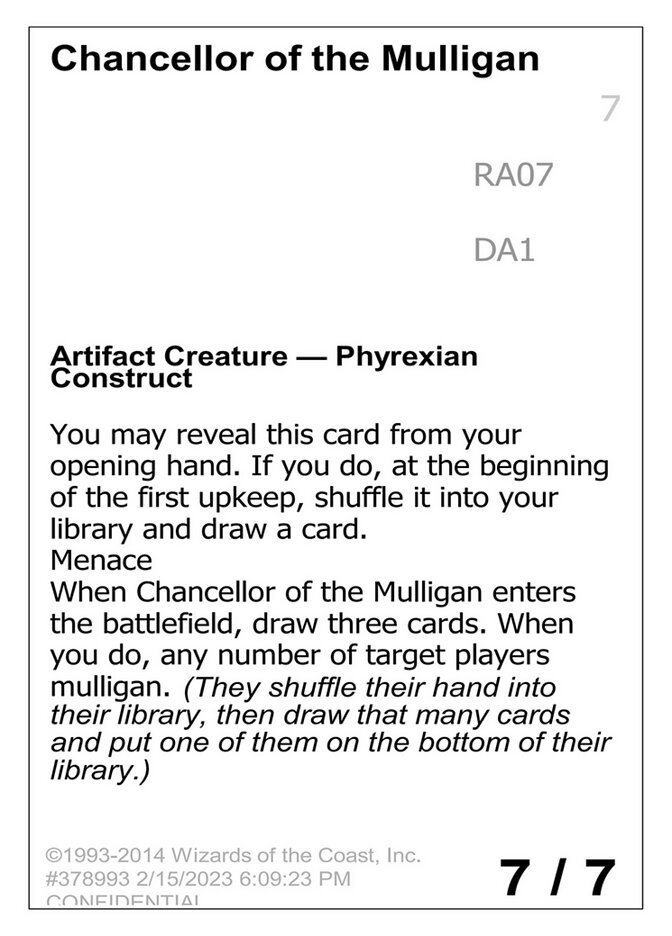 Chancellor of the Mulligan
7
RA07
DA1
Artifact Creature — Phyrexian
Construct
You may reveal this card from your
opening hand. If you do, at the beginning
of the first upkeep, shuffle it into your
library and draw a card.
Menace
When Chancellor of the Mulligan enters
the battlefield, draw three cards. When
you do, any number of target players
mulligan. (They shuffle their hand into
their library, then draw that many cards
and put one of them on the bottom of their
library.)
©1993-2014 Wizards of the Coast, Inc.
#378993 2/15/2023 6:09:23 PM
CONFIDENTIAL
7 / 7